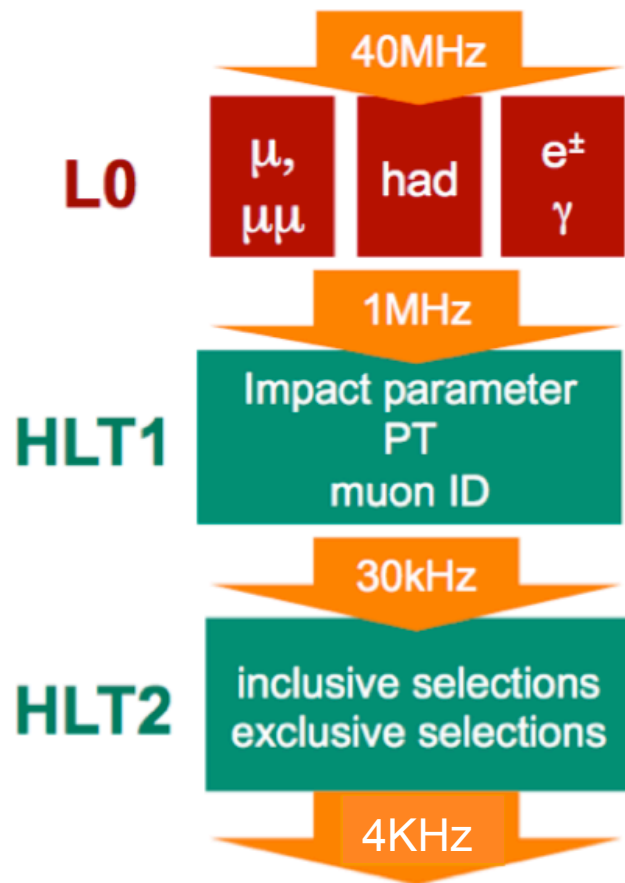 40MHz
L0
μ,
μμ
had
e±
γ
1MHz
HLT1
Impact parameter
PT
muon ID
30kHz
HLT2
inclusive selections
exclusive selections
4KHz